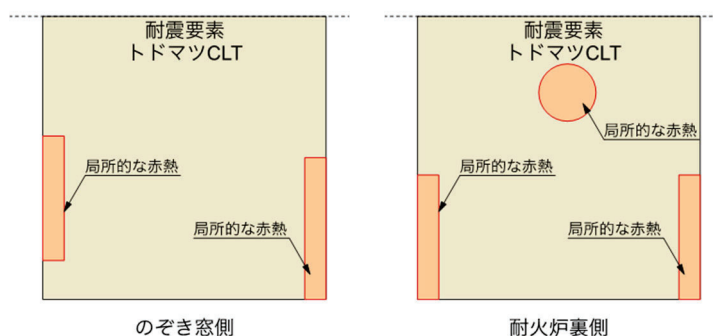 耐震要素
トドマツCLT
局所的な赤熱
局所的な赤熱
のぞき窓側
耐震要素
トドマツCLT
局所的な赤熱
局所的な赤熱
局所的な赤熱
耐火炉裏側